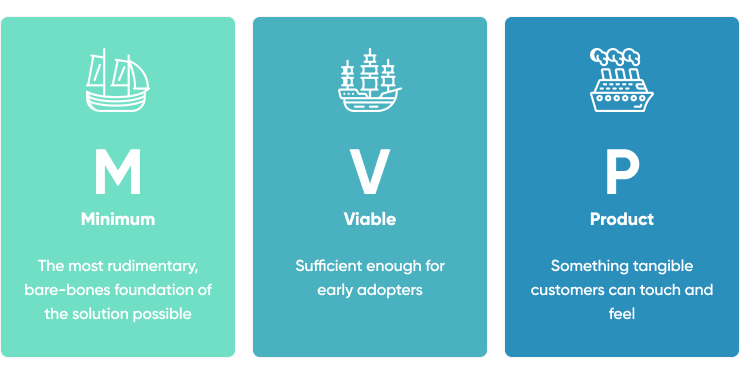 M
Minimum
The most rudimentary,
bare-bones foundation of
the solution possible
V
Viable
Sufficient enough for
early adopters
P
Product
Something tangible
customers can touch and
feel